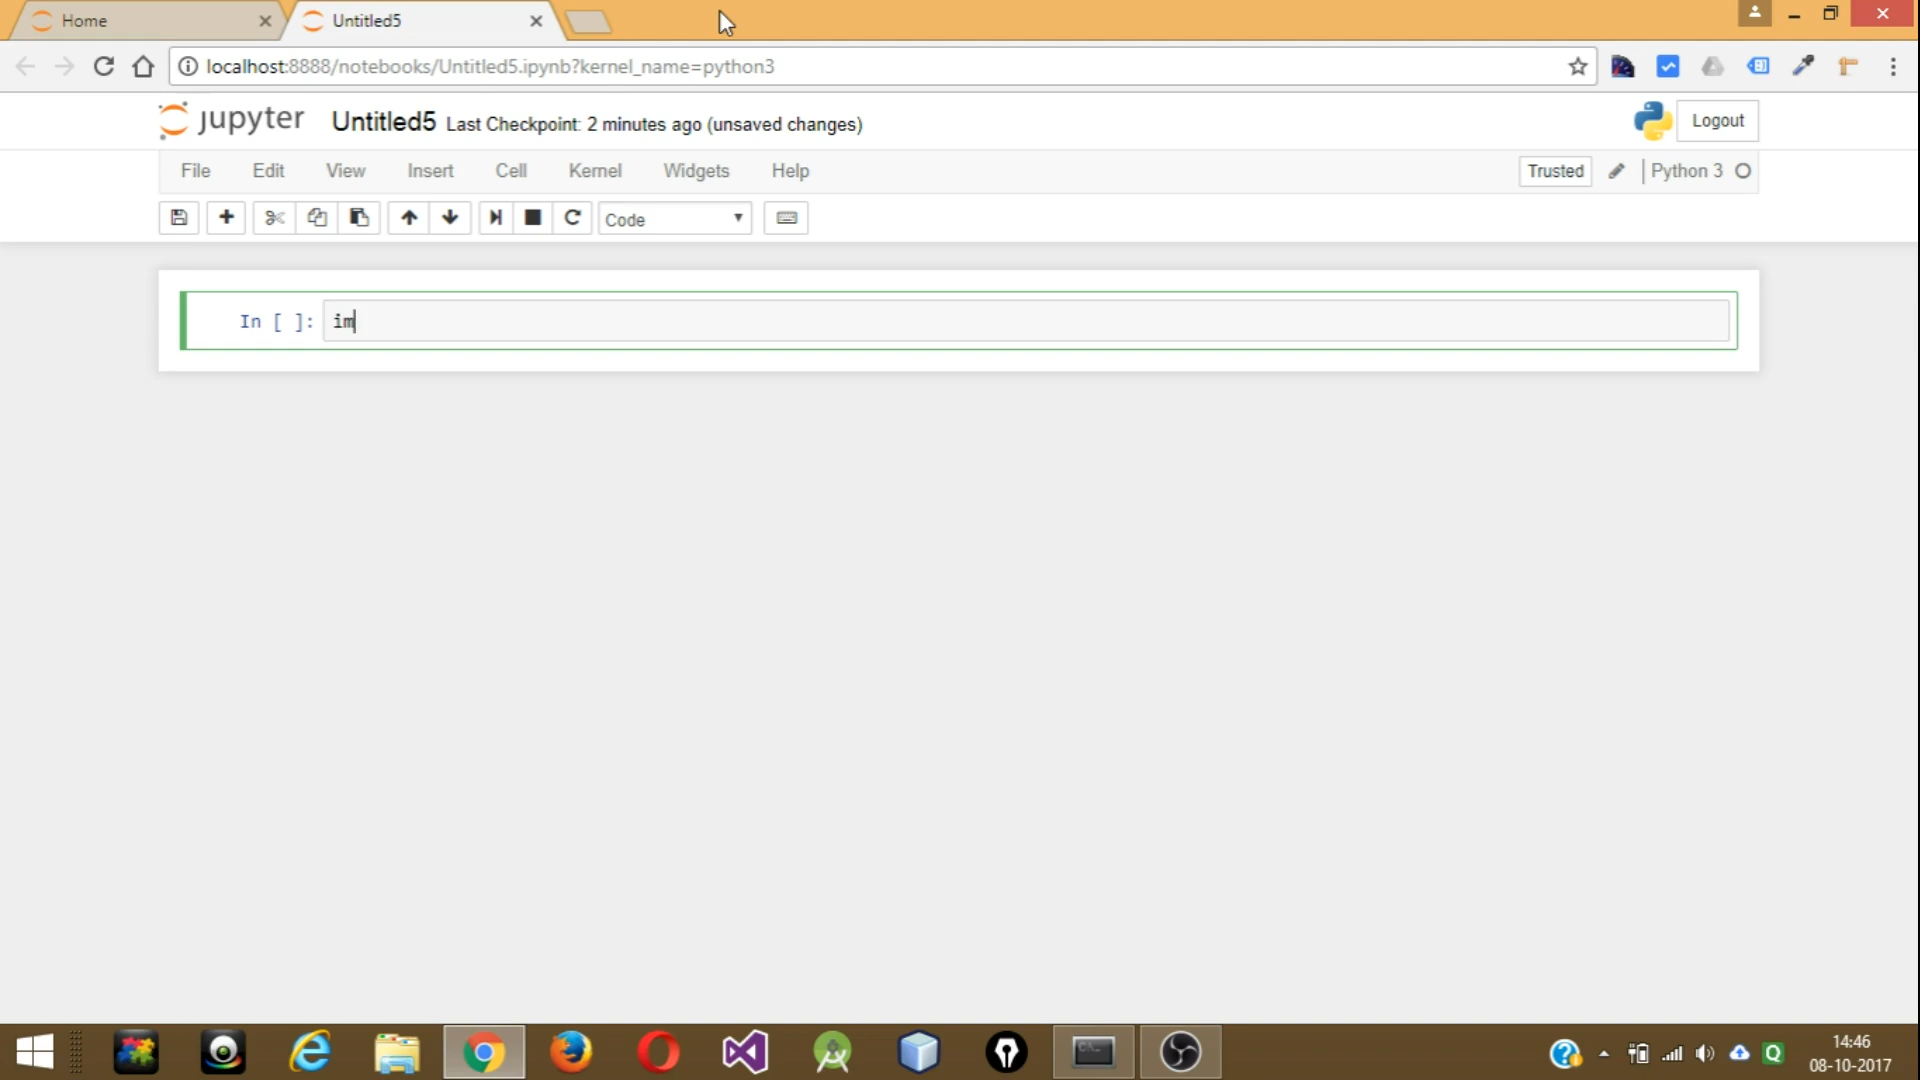 Home
Untitled5
localhost:8888/notebooks/Untitled5.ipynb?kernel_name=python3
jupyter Untitled5 Last Checkpoint: 2 minutes ago (unsaved changes)
Logout
File Edit View Insert Cell Kernel Widgets Help
Trusted Python 3
Code
In [ ]: im
14:46
08-10-2017